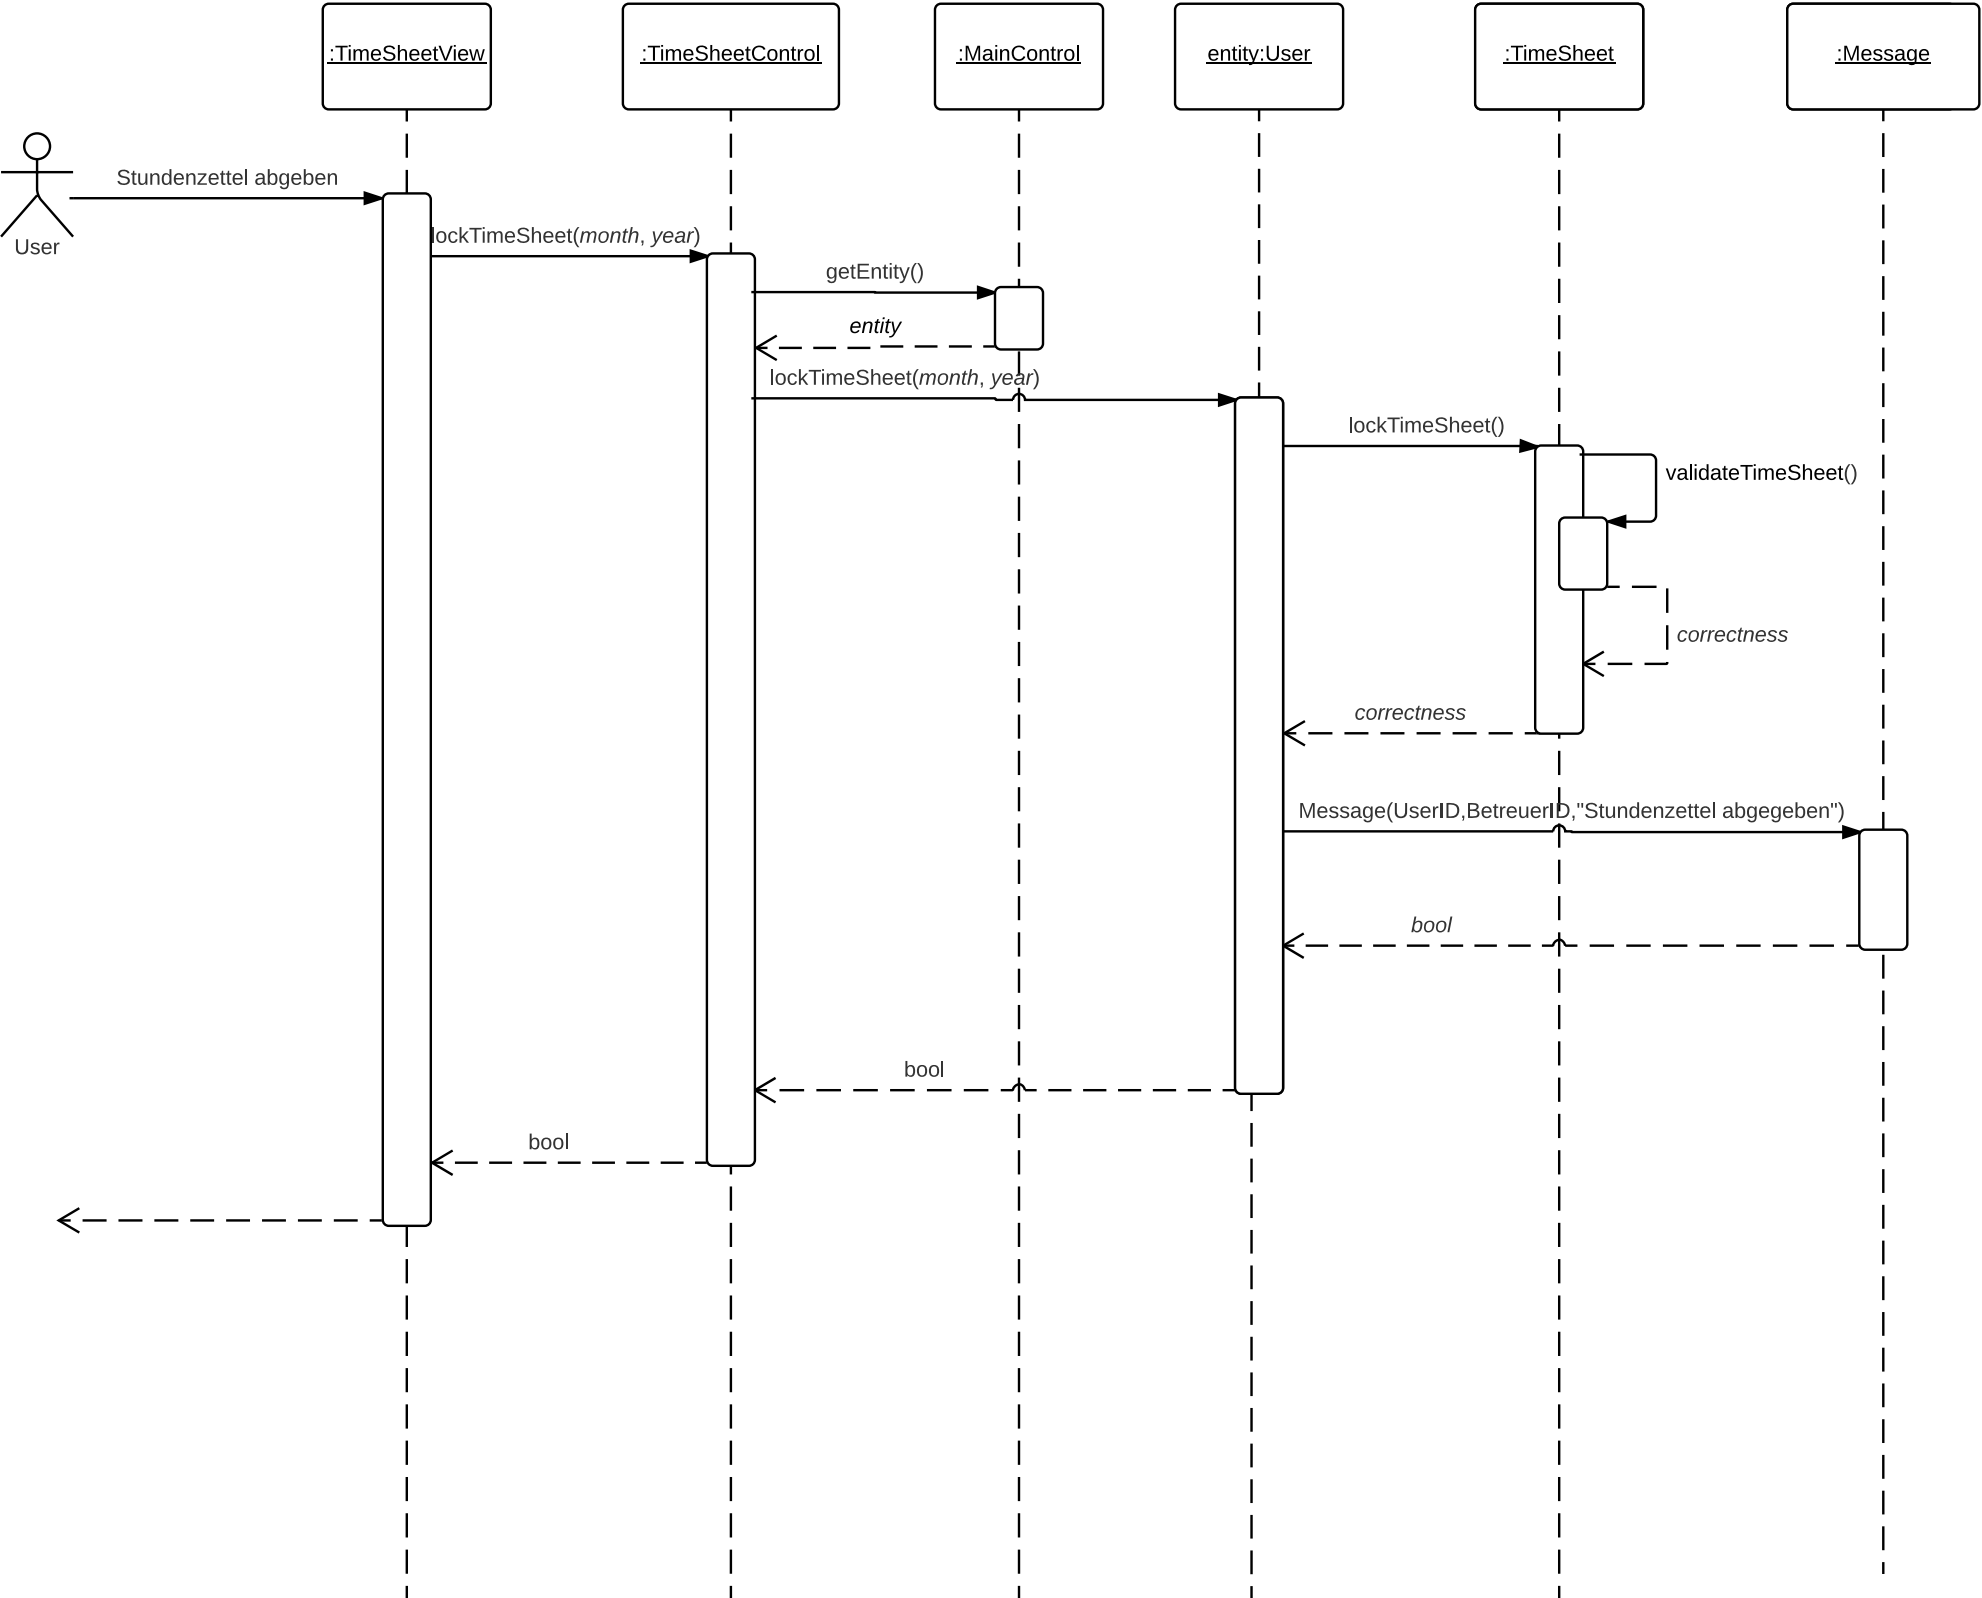 :TimeSheetView
:TimeSheetControl
:MainControl
entity:User
:TimeSheet
:Message
Stundenzettel abgeben
User
lockTimeSheet(month, year)
getEntity()
entity
lockTimeSheet(month, year)
lockTimeSheet()
validateTimeSheet()
correctness
correctness
Message(UserID,BetreuerID,"Stundenzettel abgegeben")
bool
bool
bool